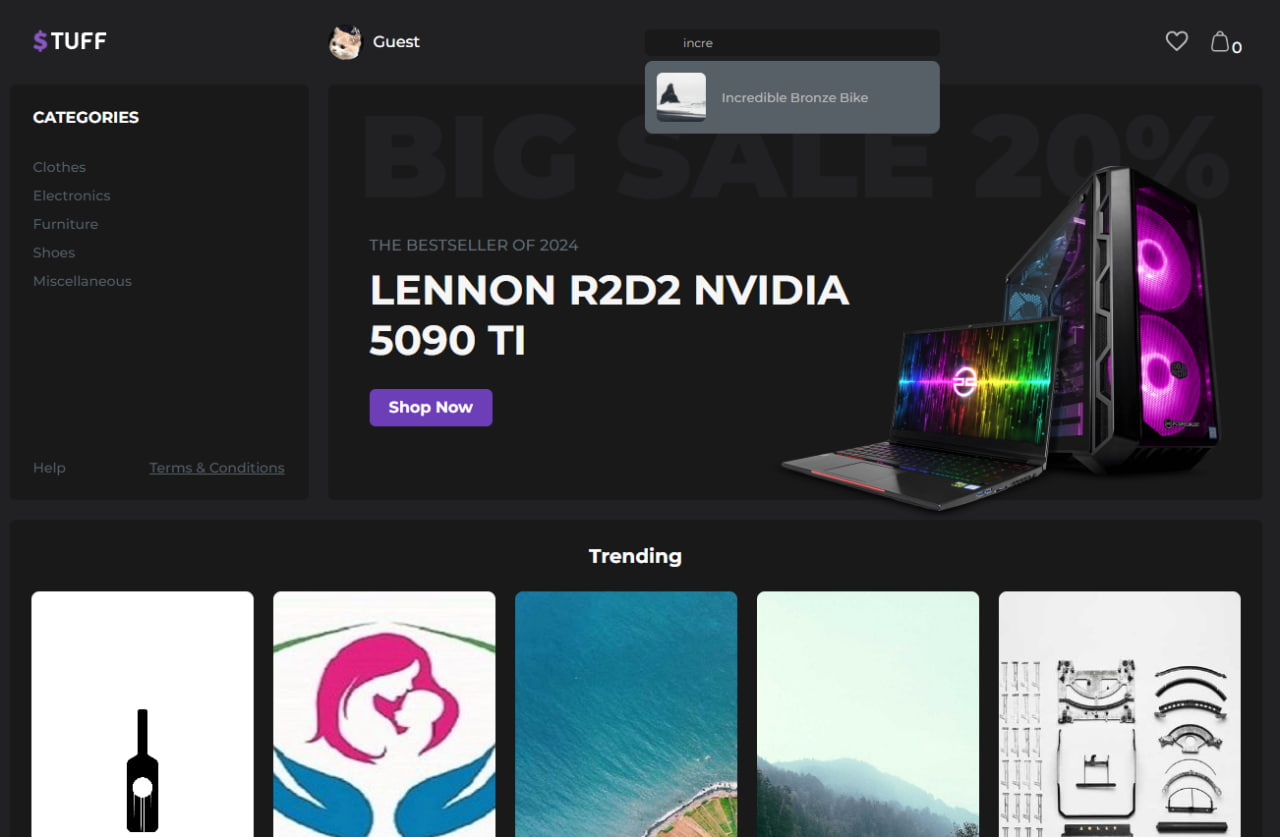 $TUFF
Guest
incre
0
Incredible Bronze Bike
CATEGORIES
Clothes
Electronics
Furniture
Shoes
Miscellaneous
Help
Terms & Conditions
BIG SALE 20%
THE BESTSELLER OF 2024
LENNON R2D2 NVIDIA
5090 TI
Shop Now
Trending